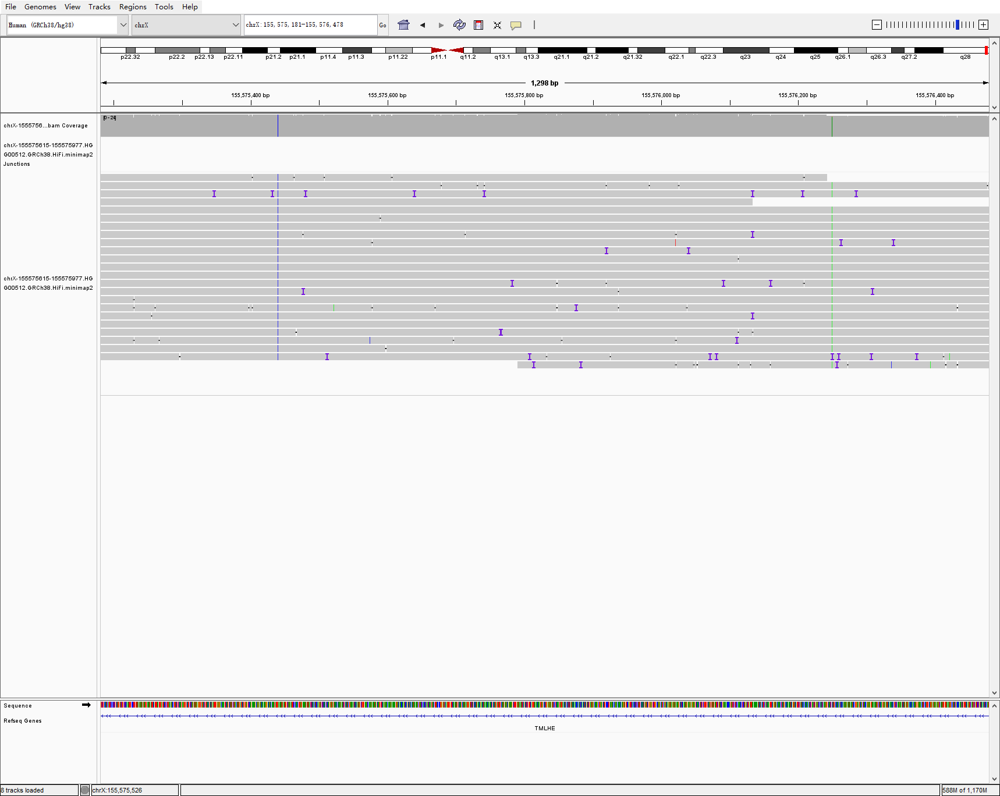 File Genomes View Tracks Regions Tools Help
Human (GRCh38/hg38) chrX chrX:155,575,181-155,576,478 Go
p22.32 p22.2 p22.13 p22.11 p21.2 p21.1 p11.4 p11.3 p11.22 p11.1 q11.2 q13.1 q13.3 q21.1 q21.2 q21.32 q22.1 q22.3 q23 q24 q25 q26.1 q26.3 q27.2 q28
1,298 bp
155,575,400 bp 155,575,600 bp 155,575,800 bp 155,576,000 bp 155,576,200 bp 155,576,400 bp
chrX-1555756...bam Coverage
chrX-155575615-155575977.HG
G00512.GRCh38.HiFi.minimap2
Junctions
chrX-155575615-155575977.HG
G00512.GRCh38.HiFi.minimap2
Sequence
Refseq Genes
TMLHE
8 tracks loaded chrX:155,575,526 588M of 1,170M